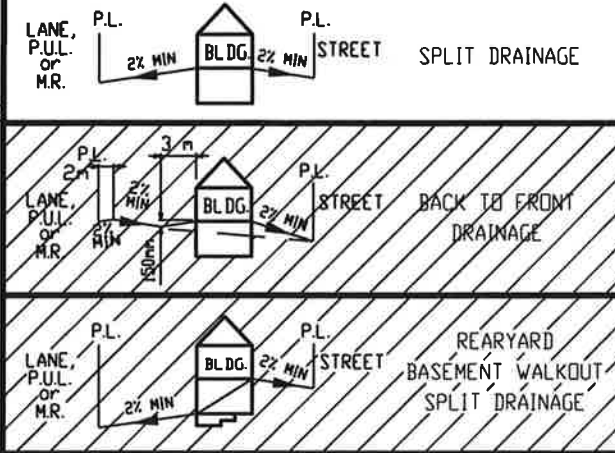 LANE,
P.U.L.
or
M.R.
P.L.
2% MIN
BLDG.
2% MIN
P.L.
STREET
SPLIT DRAINAGE
LANE,
P.U.L.
or
M.R.
P.L.
2m
2% MIN
2% MIN
3 m
150mm
BLDG.
2% MIN
P.L.
STREET
BACK TO FRONT
DRAINAGE
LANE,
P.U.L.
or
M.R.
P.L.
2% MIN
BLDG.
2% MIN
P.L.
STREET
REARYARD
BASEMENT WALKOUT
SPLIT DRAINAGE